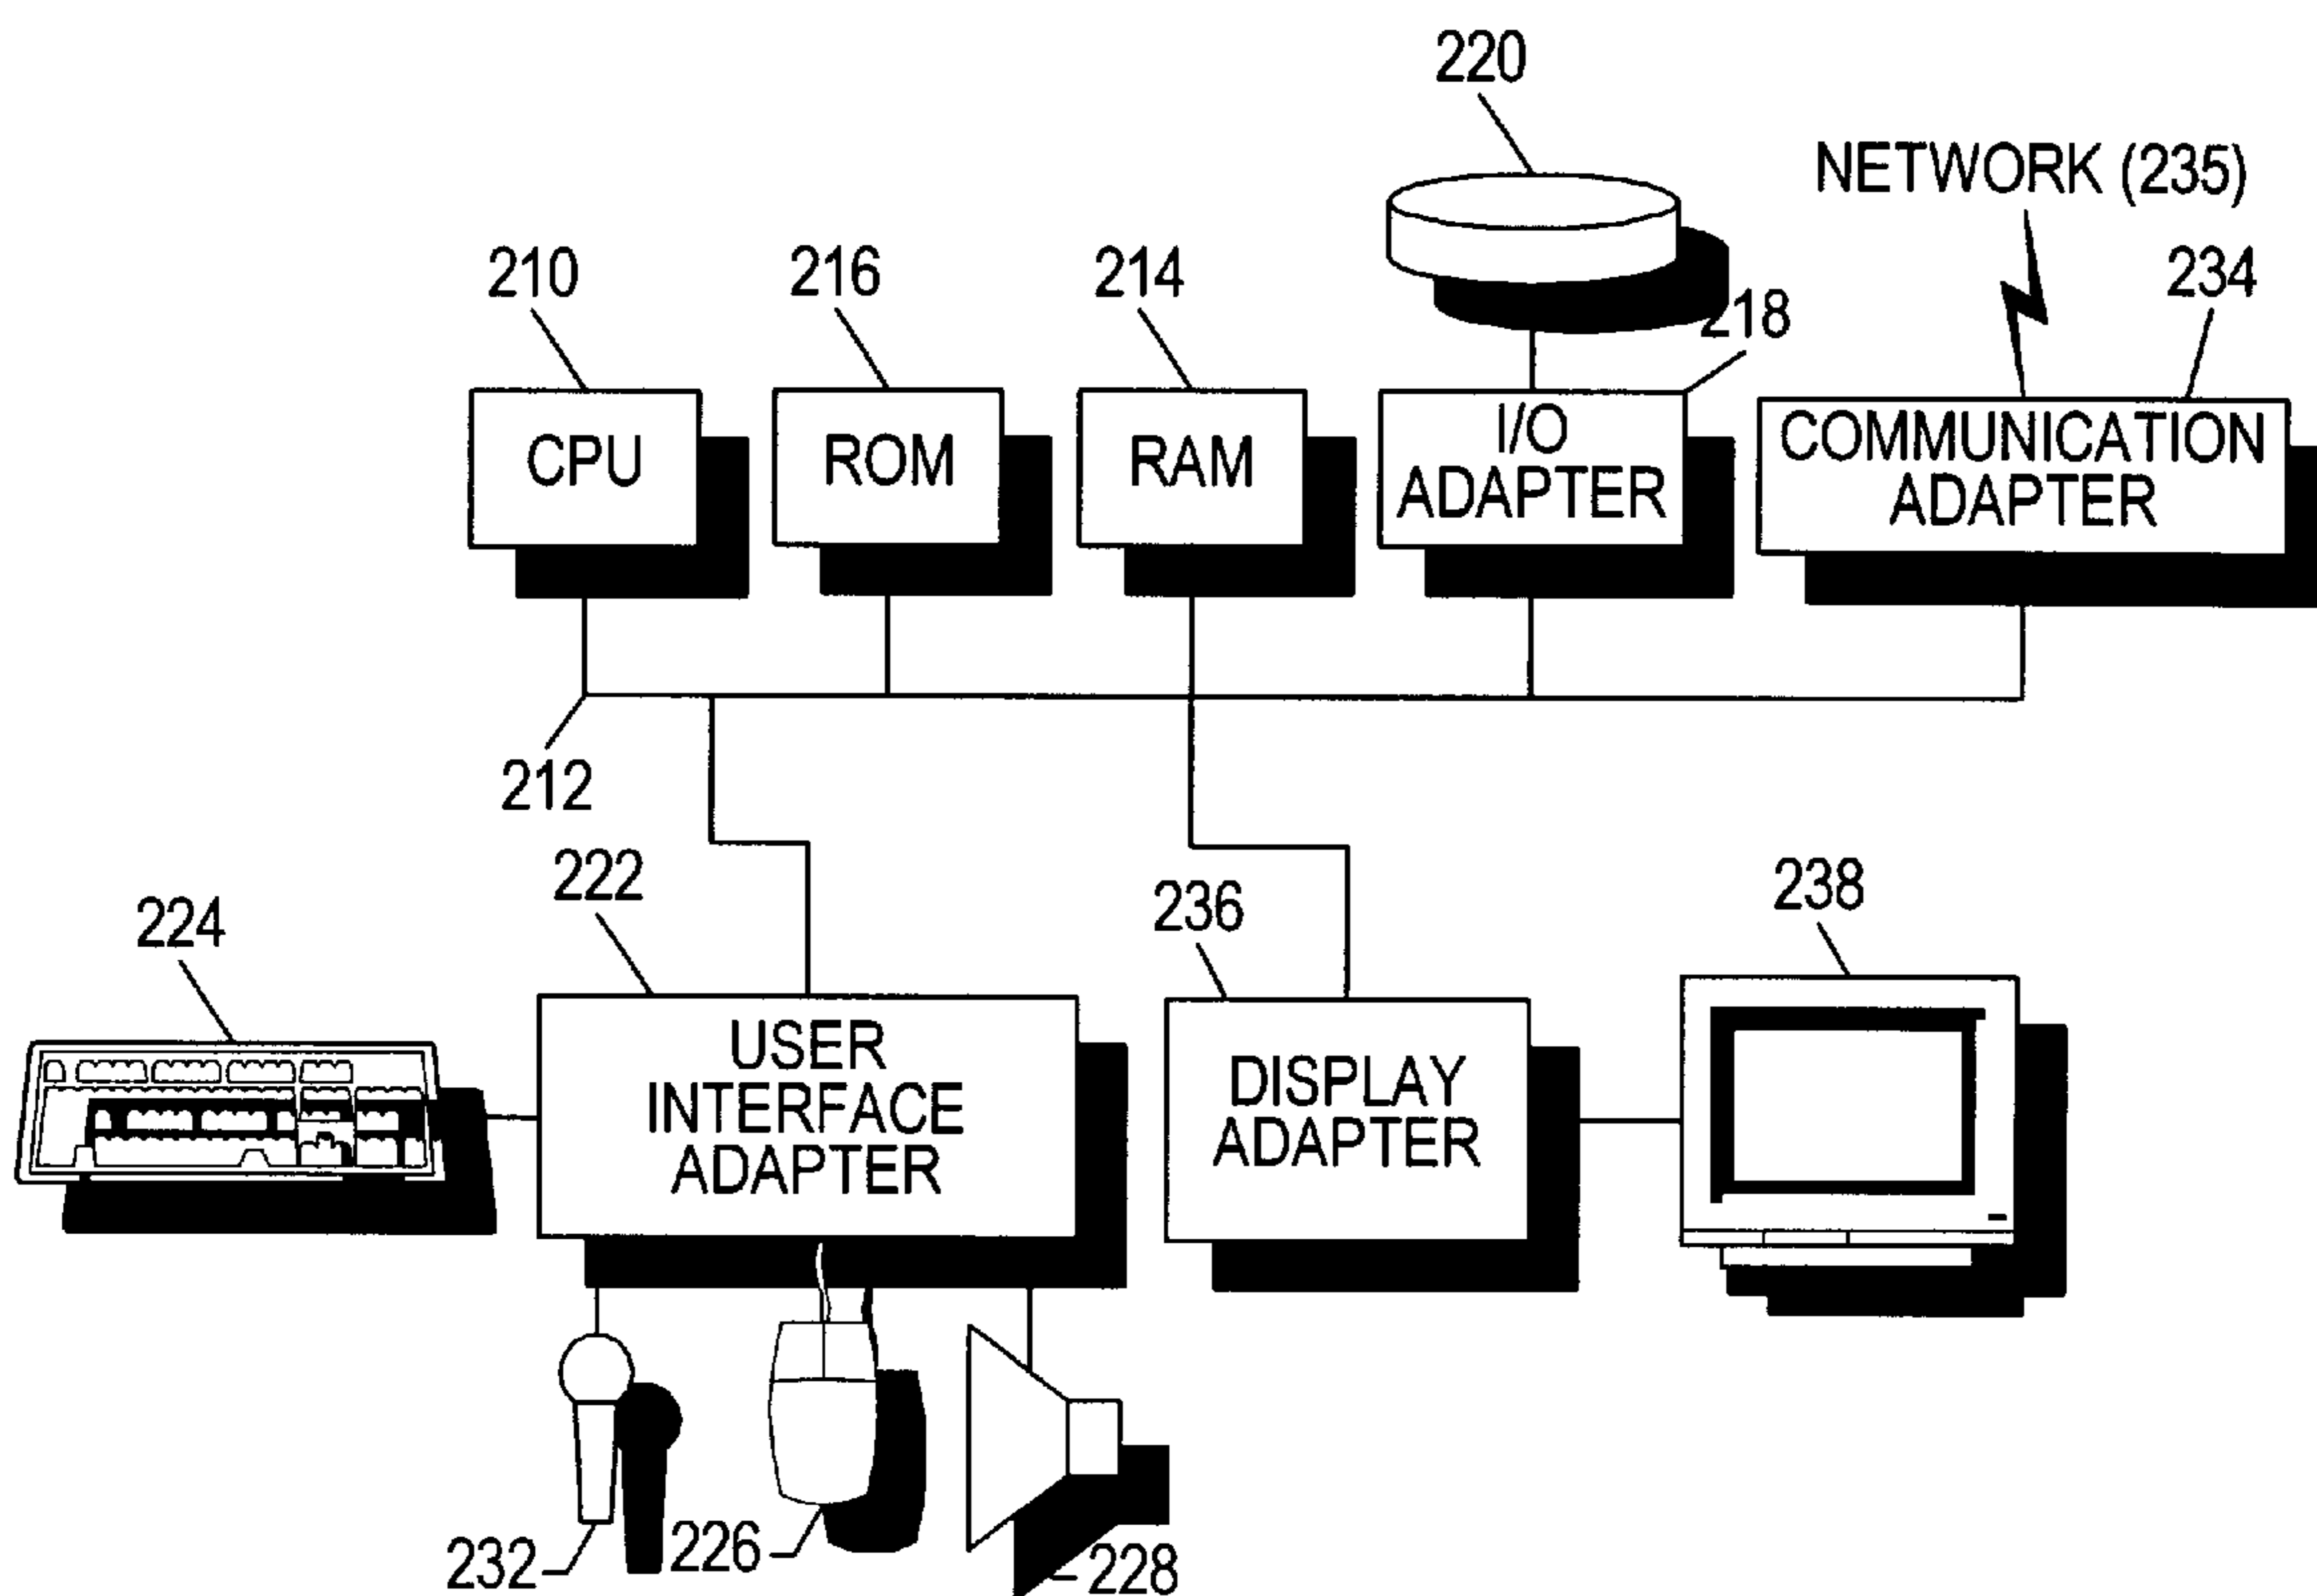 220
NETWORK (235)
210
216
214
218
234
CPU
ROM
RAM
I/O
ADAPTER
COMMUNICATION
ADAPTER
212
222
236
238
224
USER
INTERFACE
ADAPTER
DISPLAY
ADAPTER
232
226
228